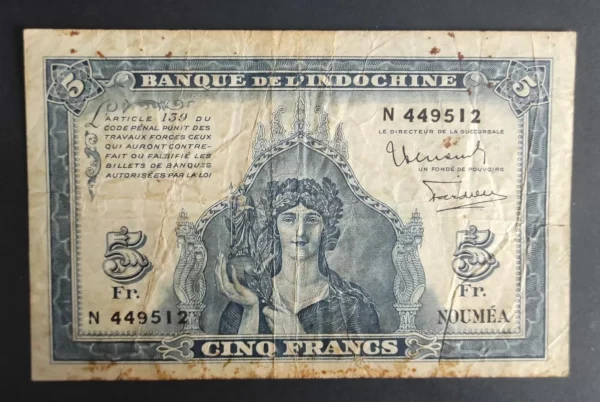 5 5
BANQUE DE L'INDOCHINE
L'ARTICLE 139 DU
CODE PÉNAL PUNIT DES
TRAVAUX FORCÉS CEUX
QUI AURONT CONTRE-
FAIT OU FALSIFIÉ LES
BILLETS DE BANQUES
AUTORISÉES PAR LA LOI
N 449512
LE DIRECTEUR DE LA SUCCURSALE
UN FONDÉ DE POUVOIRS
5
Fr.
5
Fr.
N 449512
NOUMÉA
CINQ FRANCS